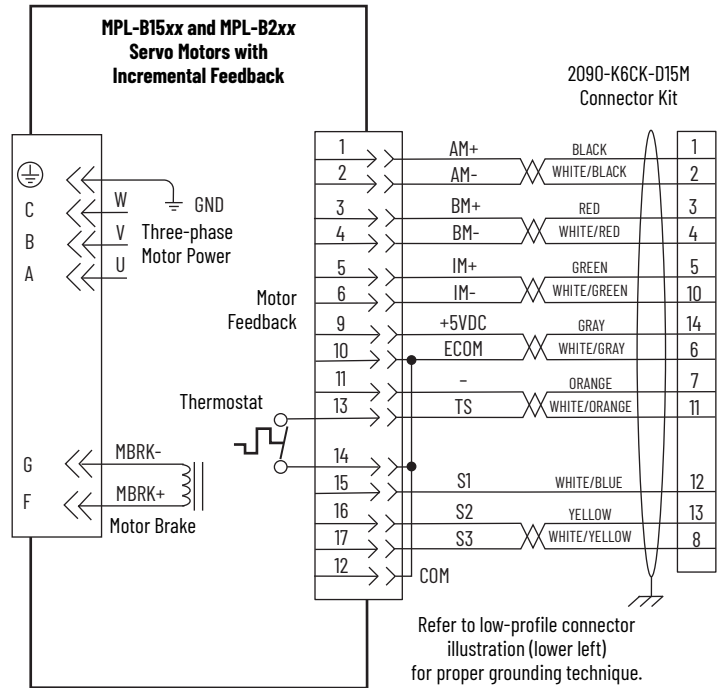 MPL-B15xx and MPL-B2xx
Servo Motors with
Incremental Feedback
2090-K6CK-D15M
Connector Kit
C
B
A
W
V
U
GND
Three-phase
Motor Power
G
F
MBRK-
MBRK+
Motor Brake
Thermostat
Motor
Feedback
1 AM+ BLACK 1
2 AM- WHITE/BLACK 2
3 BM+ RED 3
4 BM- WHITE/RED 4
5 IM+ GREEN 5
6 IM- WHITE/GREEN 10
9 +5VDC GRAY 14
10 ECOM WHITE/GRAY 6
11 - ORANGE 7
13 TS WHITE/ORANGE 11
14
15 S1 WHITE/BLUE 12
16 S2 YELLOW 13
17 S3 WHITE/YELLOW 8
12 COM
Refer to low-profile connector
illustration (lower left)
for proper grounding technique.